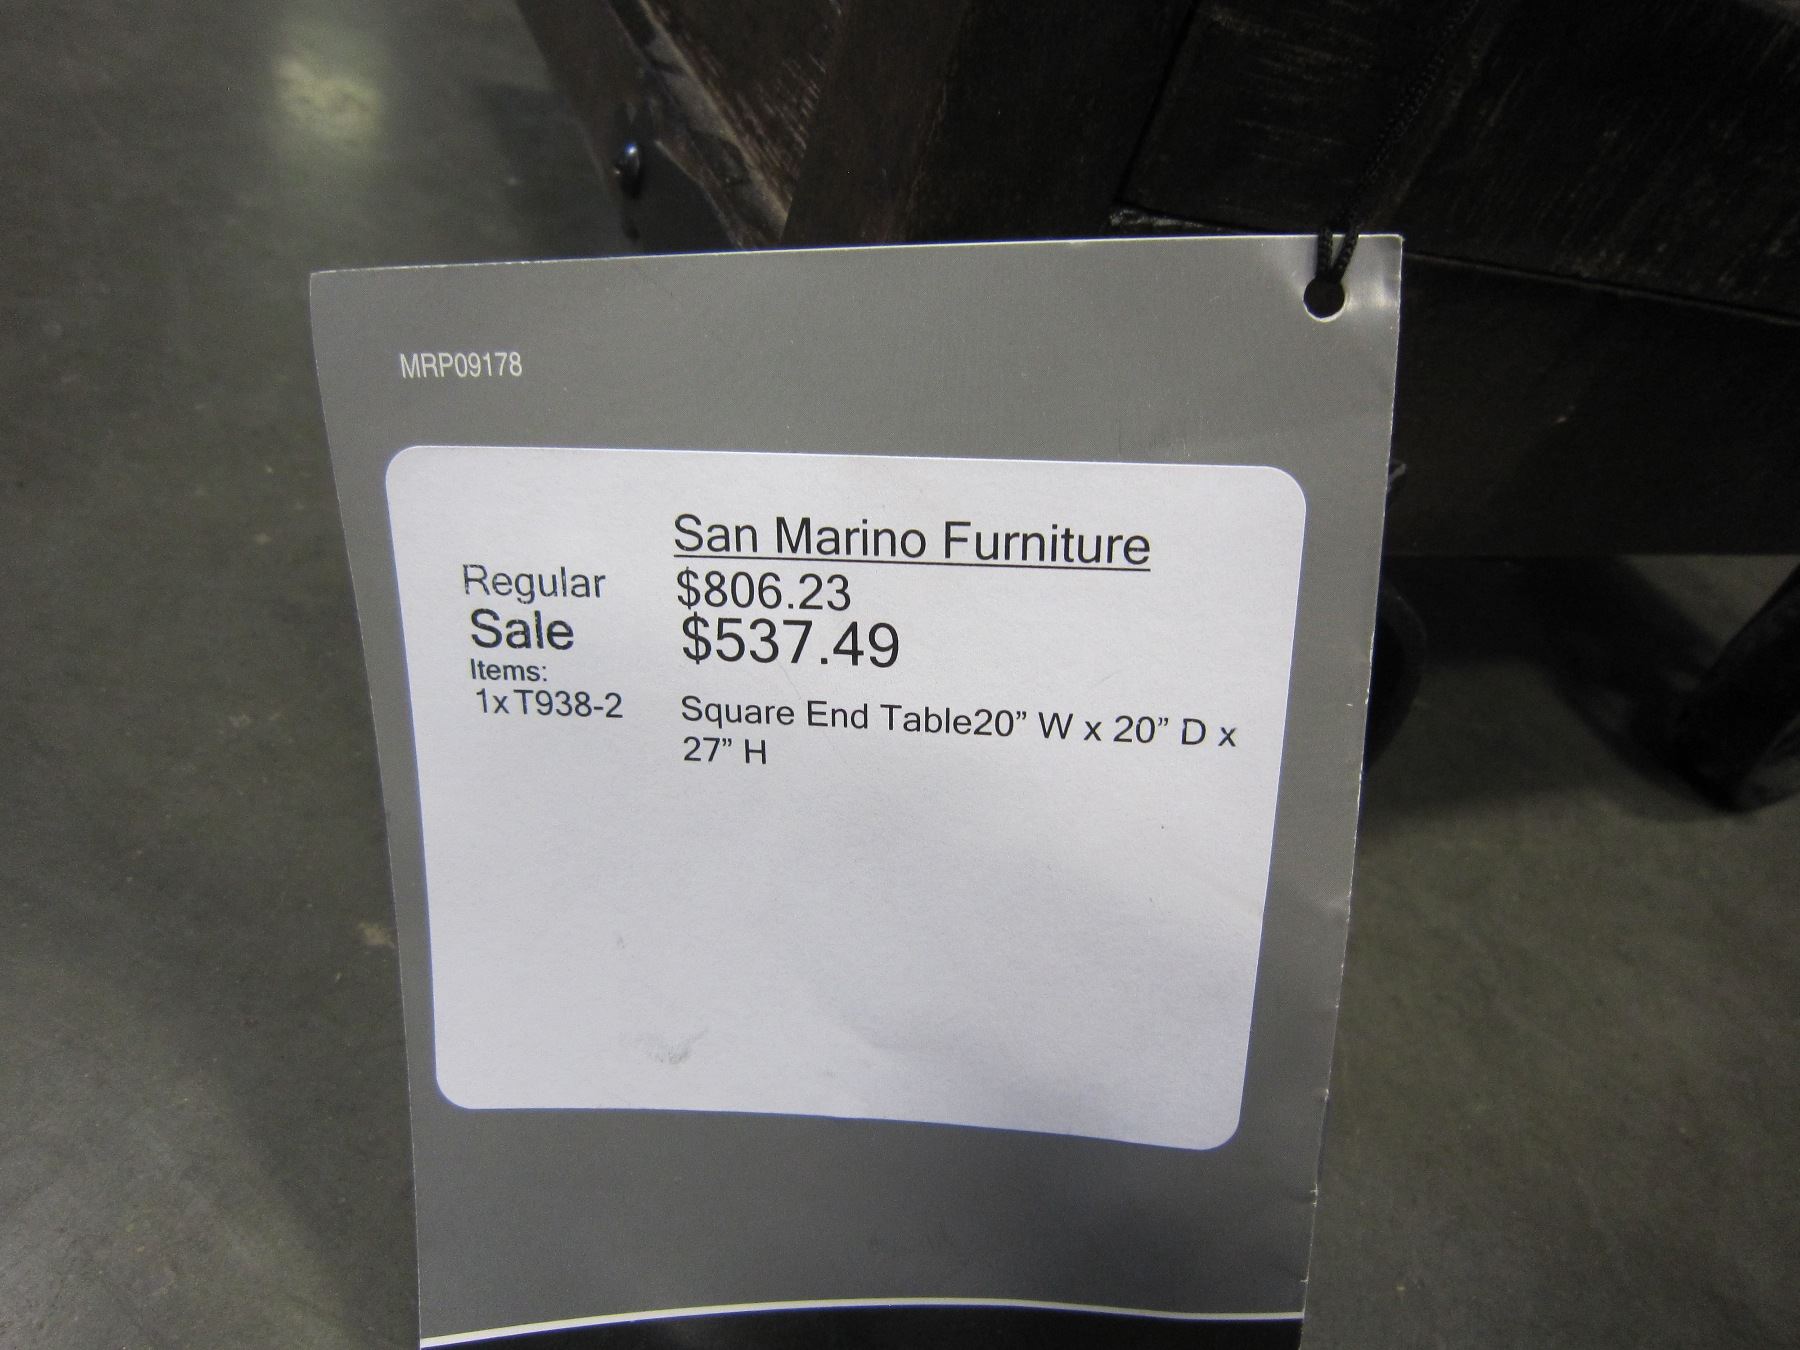 MRP09178
San Marino Furniture
Regular $806.23
Sale $537.49
Items:
1xT938-2 Square End Table20” W x 20” D x
27” H